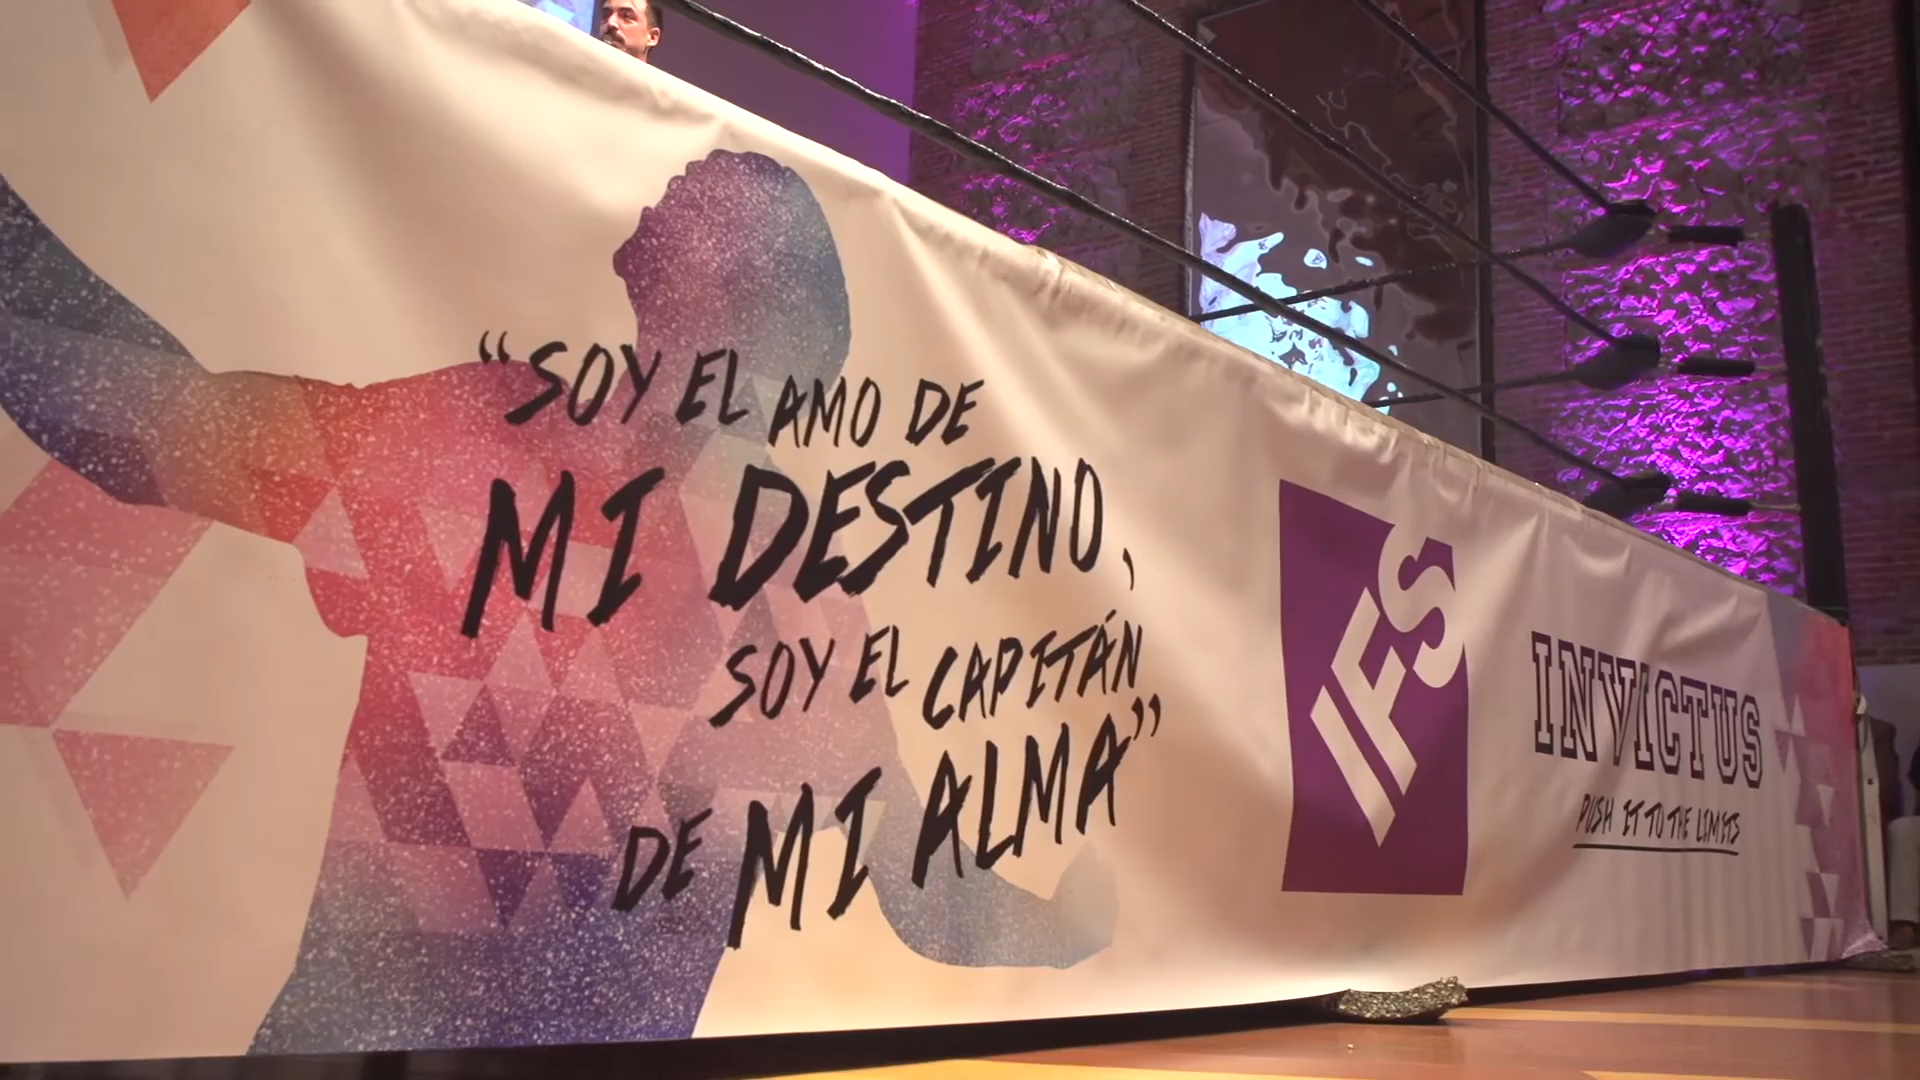 “SOY EL AMO DE
MI DESTINO,
SOY EL CAPITÁN
DE MI ALMA”
IFS
INVICTUS
PUSH IT TO THE LIMITS